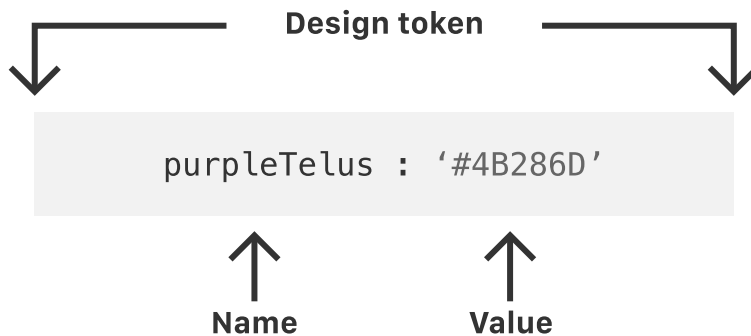 Design token
purpleTelus : ‘#4B286D’
Name
Value